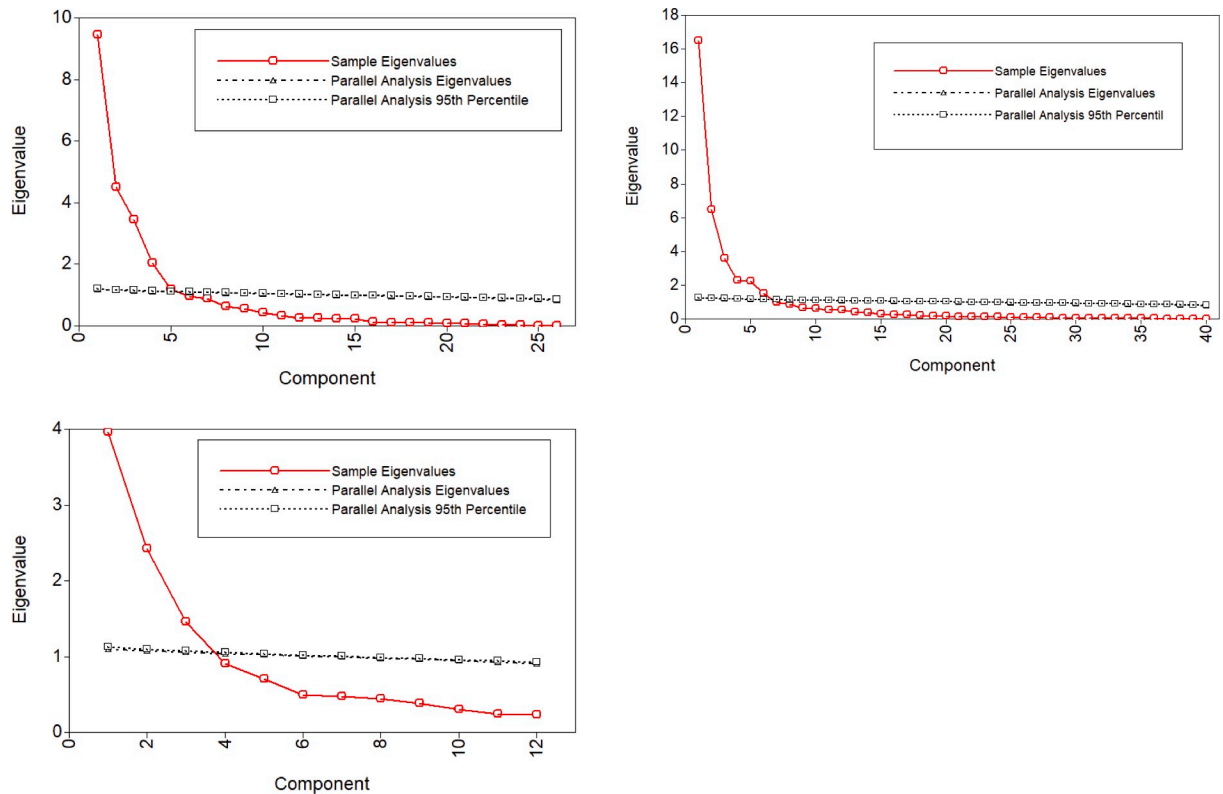 10
8
6
4
2
0
Eigenvalue
Sample Eigenvalues
Parallel Analysis Eigenvalues
Parallel Analysis 95th Percentile
0
5
10
15
20
25
Component
18
16
14
12
10
8
6
4
2
0
Eigenvalue
Sample Eigenvalues
Parallel Analysis Eigenvalues
Parallel Analysis 95th Percentil
0
5
10
15
20
25
30
35
40
Component
4
3
2
1
0
Eigenvalue
Sample Eigenvalues
Parallel Analysis Eigenvalues
Parallel Analysis 95th Percentile
0
2
4
6
8
10
12
Component